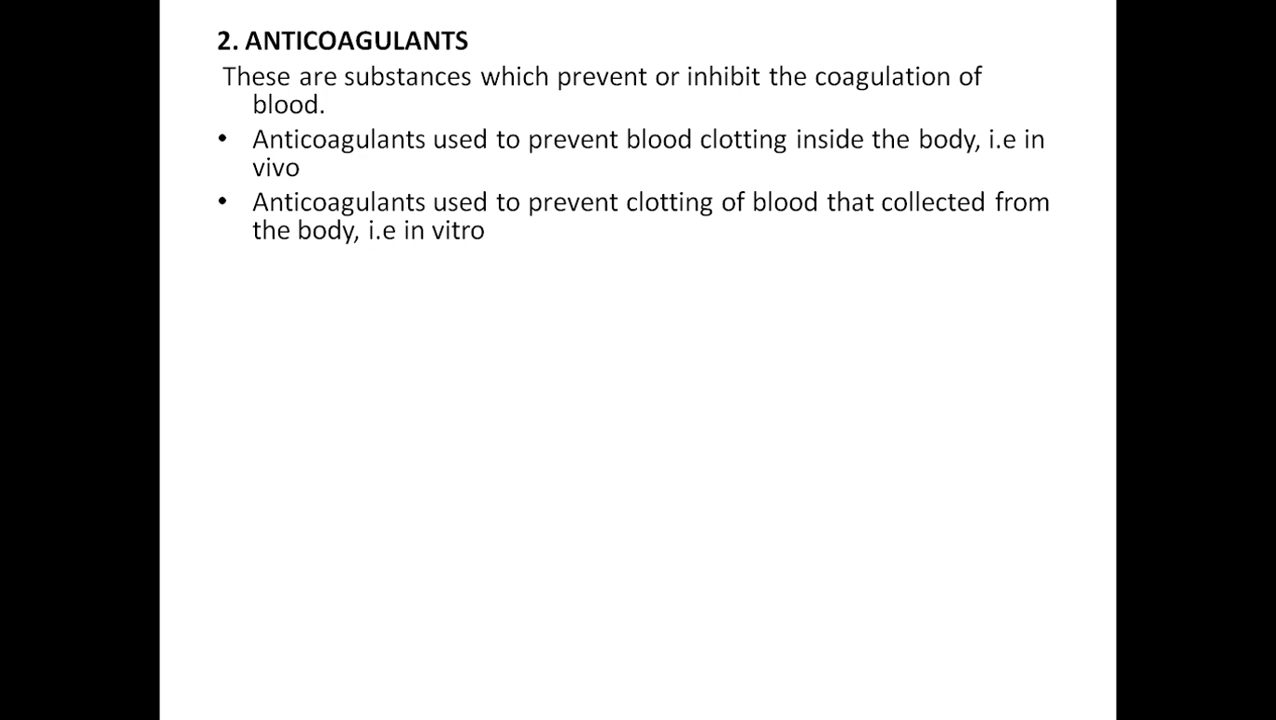 2. ANTICOAGULANTS
These are substances which prevent or inhibit the coagulation of
blood.
• Anticoagulants used to prevent blood clotting inside the body, i.e in
vivo
• Anticoagulants used to prevent clotting of blood that collected from
the body, i.e in vitro